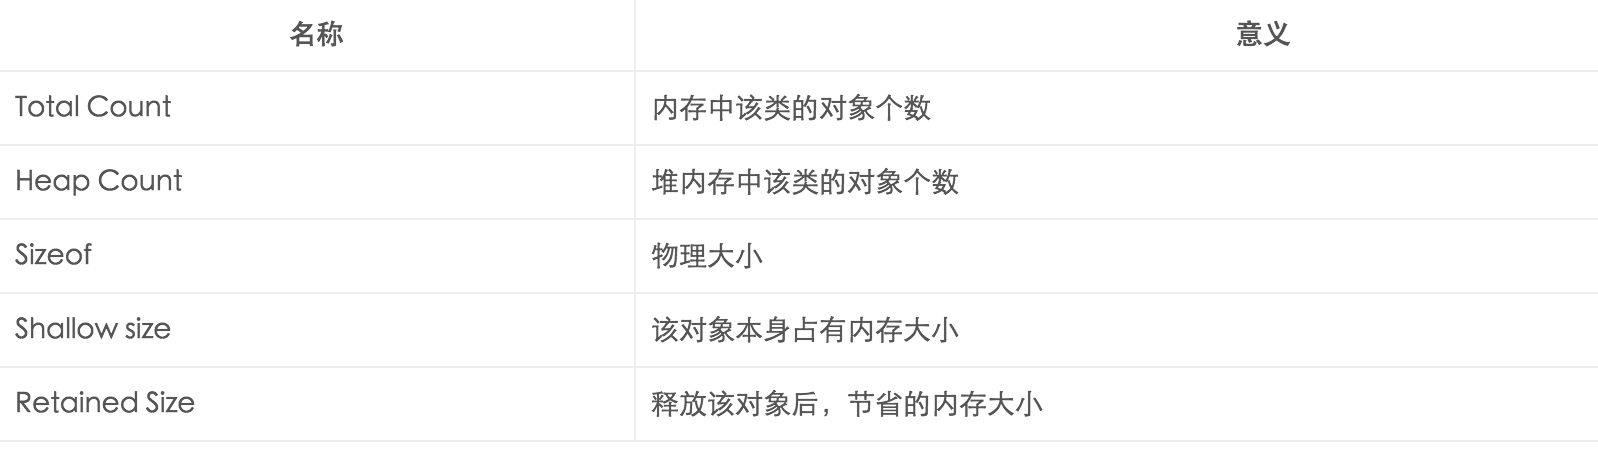 名称 意义
Total Count 内存中该类的对象个数
Heap Count 堆内存中该类的对象个数
Sizeof 物理大小
Shallow size 该对象本身占有内存大小
Retained Size 释放该对象后，节省的内存大小